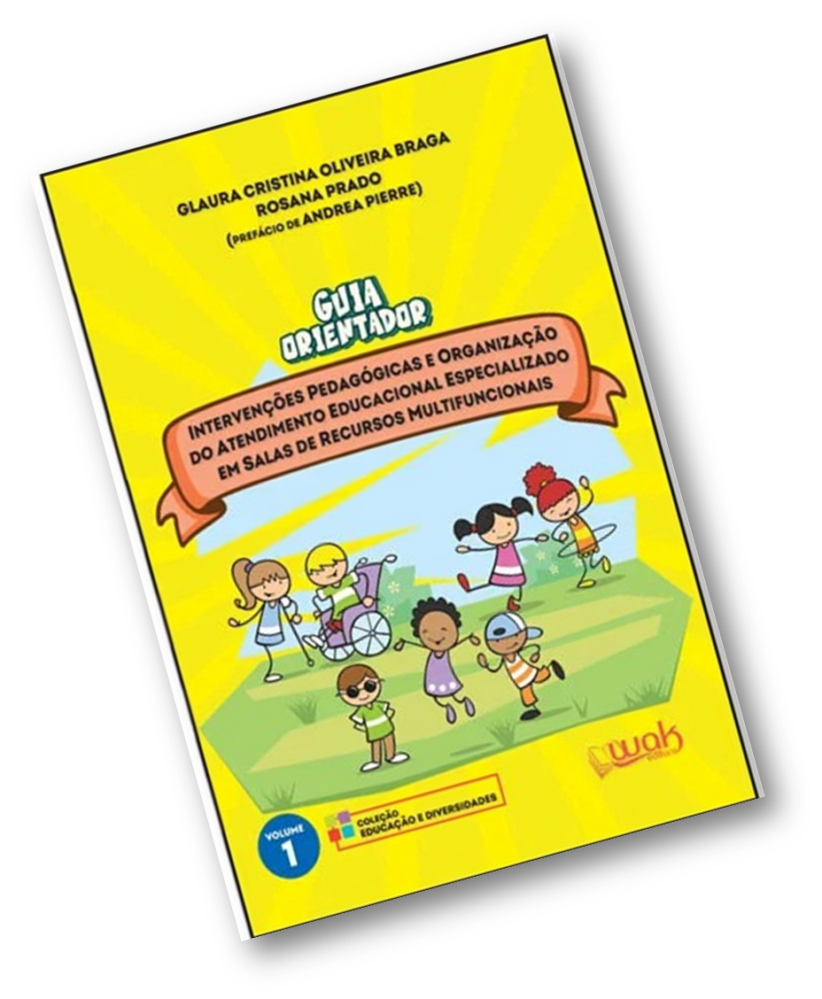 GLAURA CRISTINA OLIVEIRA BRAGA
ROSANA PRADO
(PREFÁCIO DE ANDREA PIERRE)
GUIA
ORIENTADOR
INTERVENÇÕES PEDAGÓGICAS E ORGANIZAÇÃO
DO ATENDIMENTO EDUCACIONAL ESPECIALIZADO
EM SALAS DE RECURSOS MULTIFUNCIONAIS
wak
editora
VOLUME
1
COLEÇÃO
EDUCAÇÃO E DIVERSIDADES